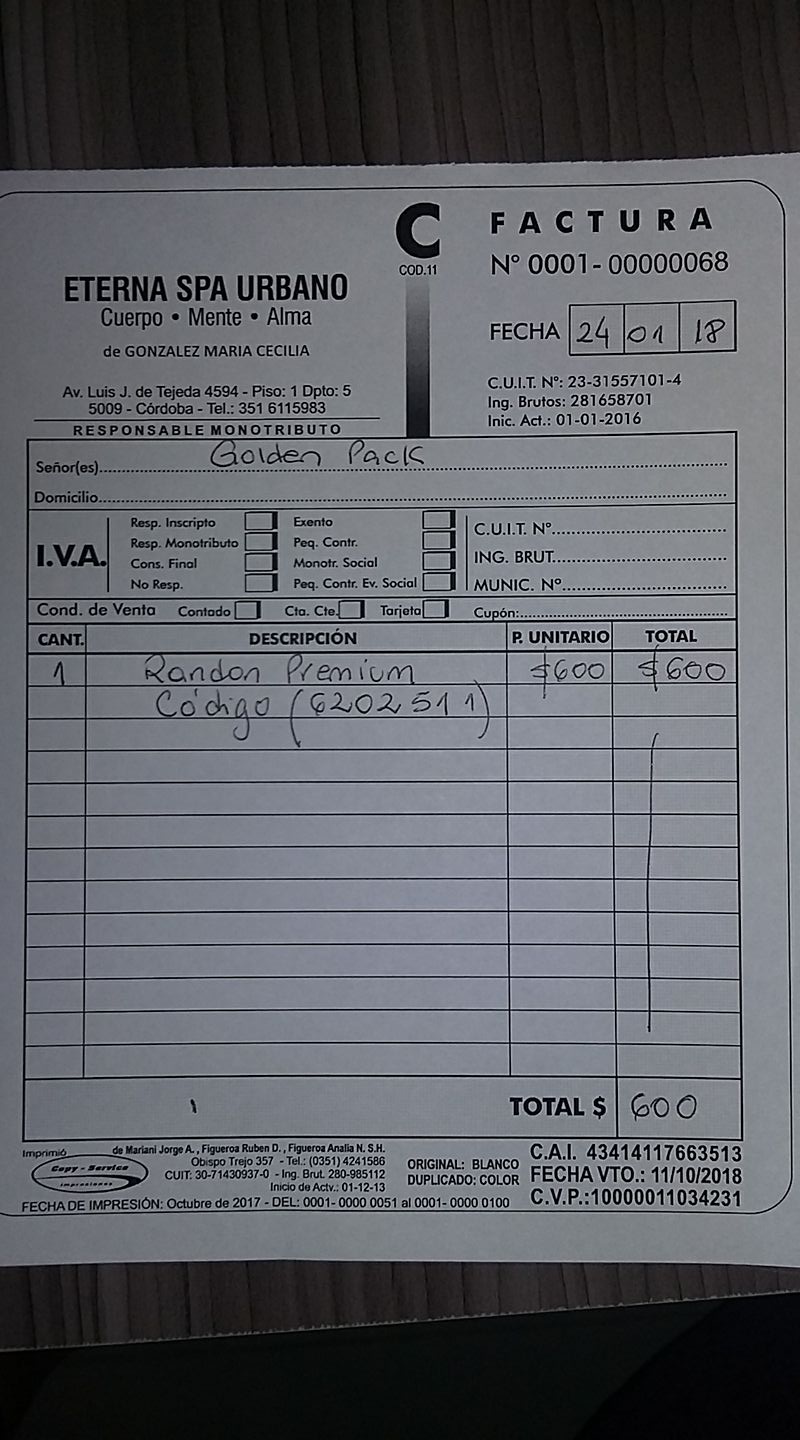 C
COD.11
FACTURA
N° 0001-00000068
ETERNA SPA URBANO
Cuerpo • Mente • Alma
de GONZALEZ MARIA CECILIA
FECHA 24 01 18
Av. Luis J. de Tejeda 4594 - Piso: 1 Dpto: 5
5009 - Córdoba - Tel.: 351 6115983
RESPONSABLE MONOTRIBUTO
C.U.I.T. N°: 23-31557101-4
Ing. Brutos: 281658701
Inic. Act.: 01-01-2016
Señor(es) Golden Pack
Domicilio
I.V.A.
Resp. Inscripto Exento
Resp. Monotributo Peq. Contr.
Cons. Final Monotr. Social
No Resp. Peq. Contr. Ev. Social
C.U.I.T. N°
ING. BRUT.
MUNIC. N°
Cond. de Venta Contado Cta. Cte. Tarjeta Cupón:
CANT. DESCRIPCIÓN P. UNITARIO TOTAL
1 Randon Premium $600 $600
Código (6202511)
TOTAL $ 600
Imprimió
Copy - Service
impresiones
de Mariani Jorge A., Figueroa Ruben D., Figueroa Analía N. S.H.
Obispo Trejo 357 - Tel.: (0351) 4241586
CUIT: 30-71430937-0 - Ing. Brut. 280-985112
Inicio de Actv.: 01-12-13
ORIGINAL: BLANCO
DUPLICADO: COLOR
C.A.I. 43414117663513
FECHA VTO.: 11/10/2018
C.V.P.:10000011034231
FECHA DE IMPRESIÓN: Octubre de 2017 - DEL: 0001- 0000 0051 al 0001- 0000 0100